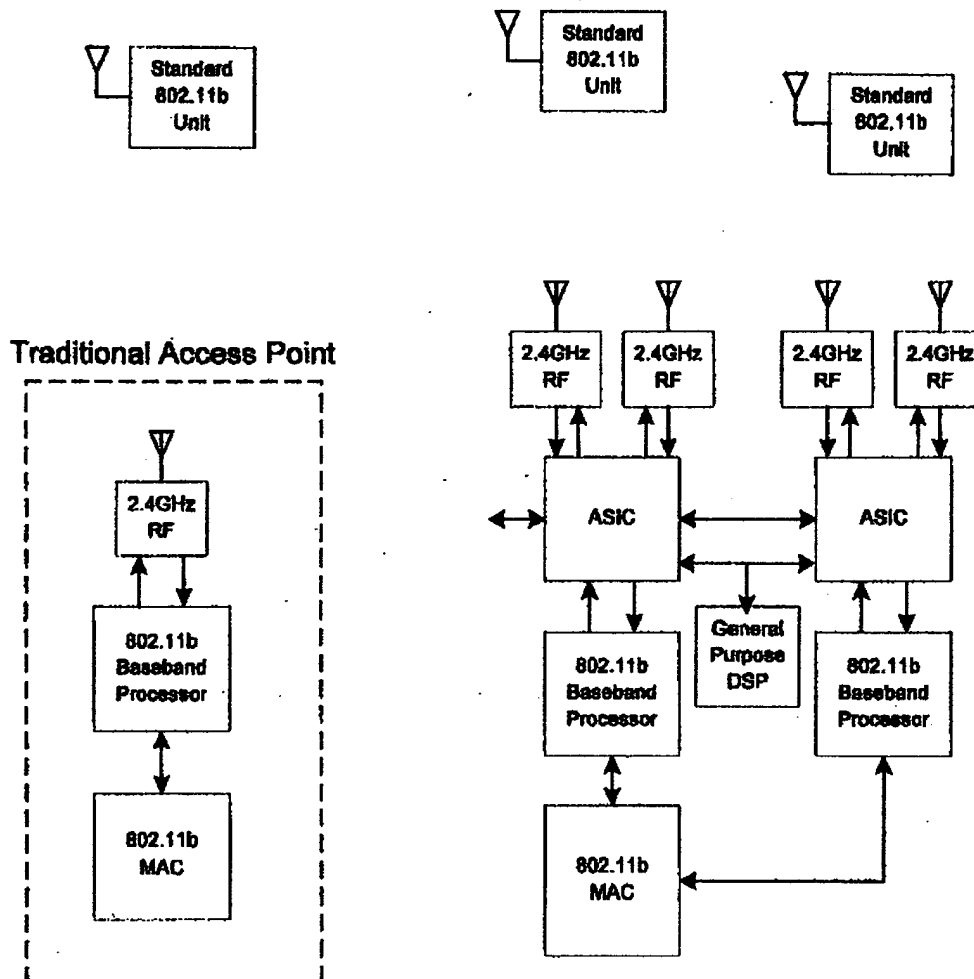 Standard
802.11b
Unit
Standard
802.11b
Unit
Standard
802.11b
Unit
Traditional Access Point
2.4GHz
RF
802.11b
Baseband
Processor
802.11b
MAC
2.4GHz
RF
2.4GHz
RF
2.4GHz
RF
2.4GHz
RF
ASIC
ASIC
802.11b
Baseband
Processor
General
Purpose
DSP
802.11b
Baseband
Processor
802.11b
MAC